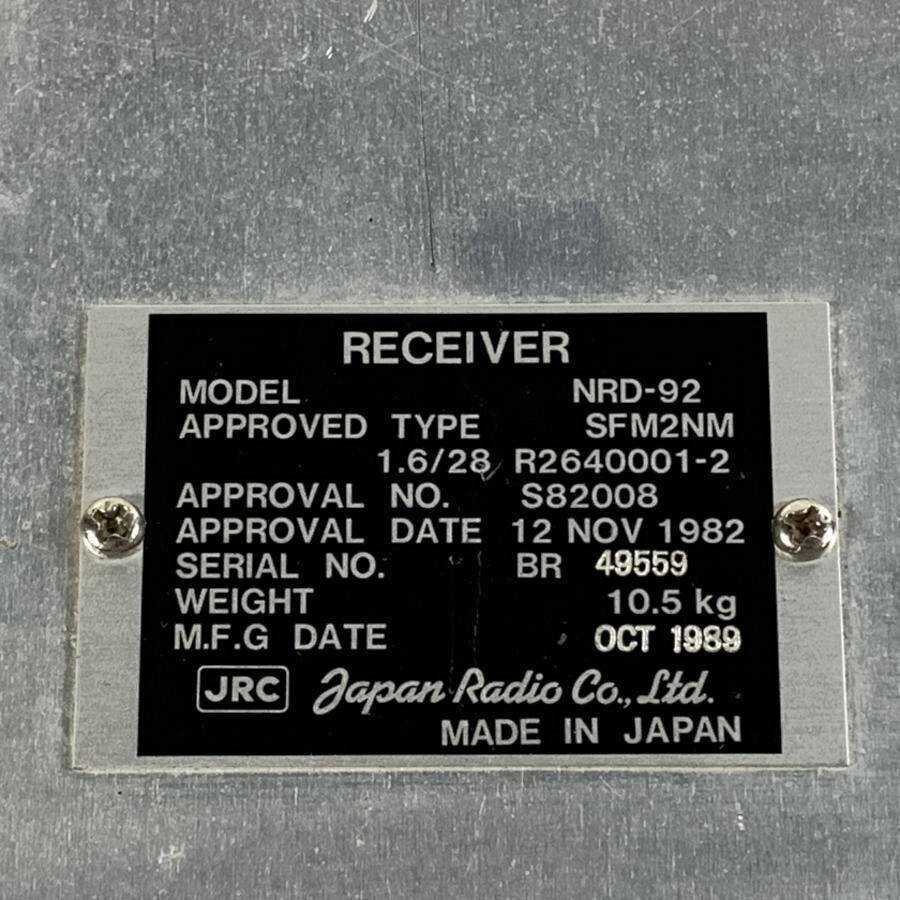 RECEIVER
MODEL NRD-92
APPROVED TYPE SFM2NM
1.6/28 R2640001-2
APPROVAL NO. S82008
APPROVAL DATE 12 NOV 1982
SERIAL NO. BR 49559
WEIGHT 10.5 kg
M.F.G DATE OCT 1989
JRC Japan Radio Co., Ltd.
MADE IN JAPAN